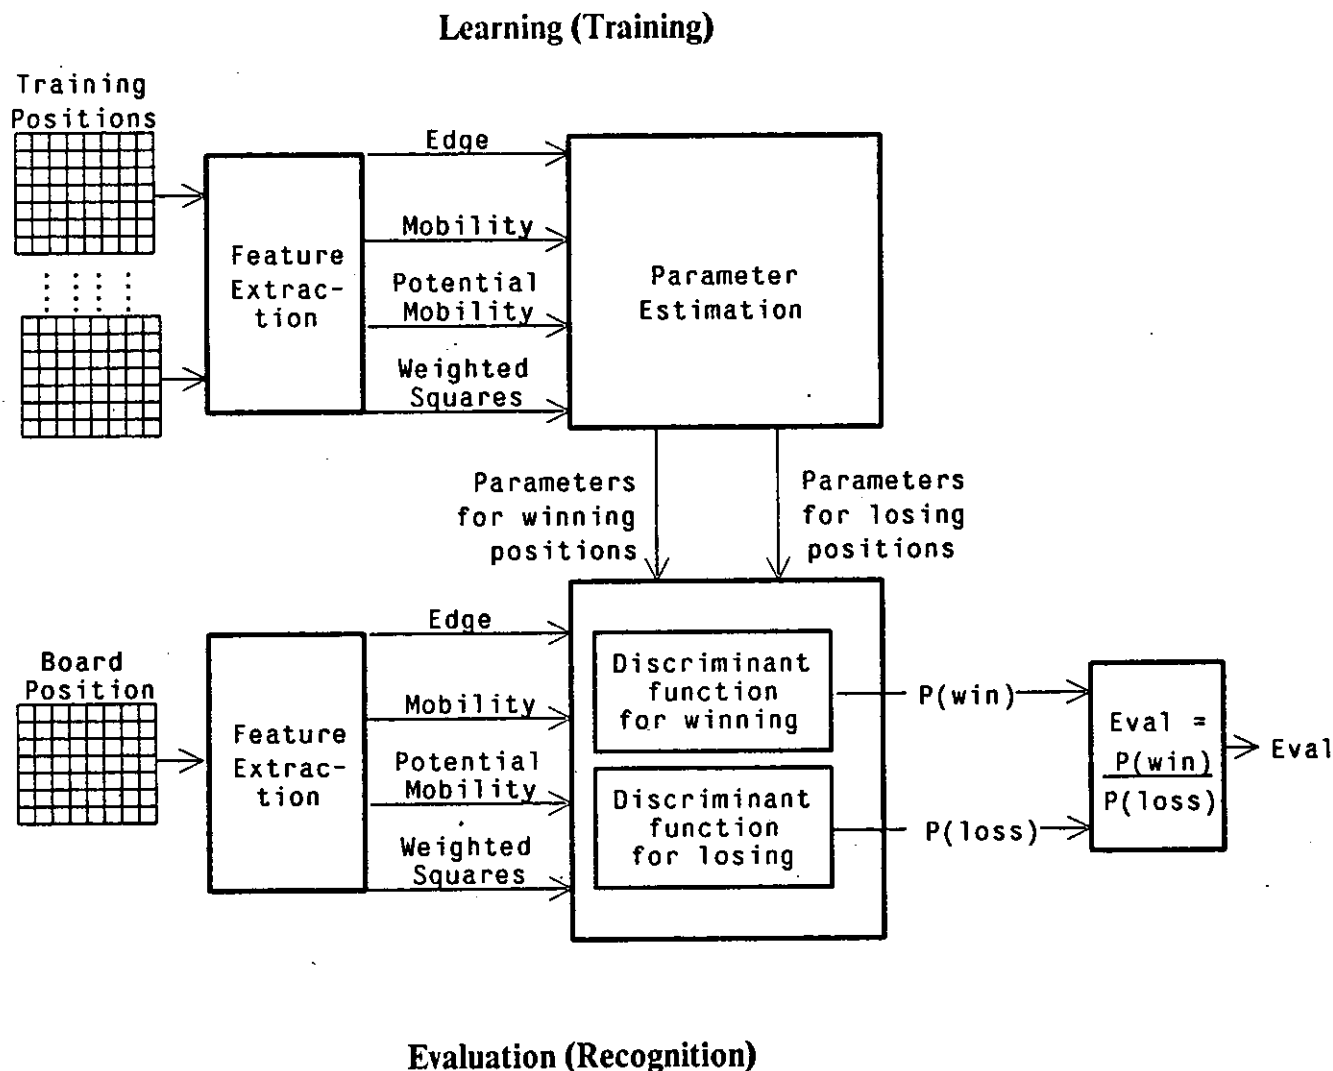 Learning (Training)
Training
Positions
Edge
Mobility
Potential
Mobility
Weighted
Squares
Feature
Extrac-
tion
Parameter
Estimation
Parameters
for winning
positions
Parameters
for losing
positions
Board
Position
Feature
Extrac-
tion
Edge
Mobility
Potential
Mobility
Weighted
Squares
Discriminant
function
for winning
Discriminant
function
for losing
P(win)
P(loss)
Eval =
P(win)
P(loss)
Eval
Evaluation (Recognition)